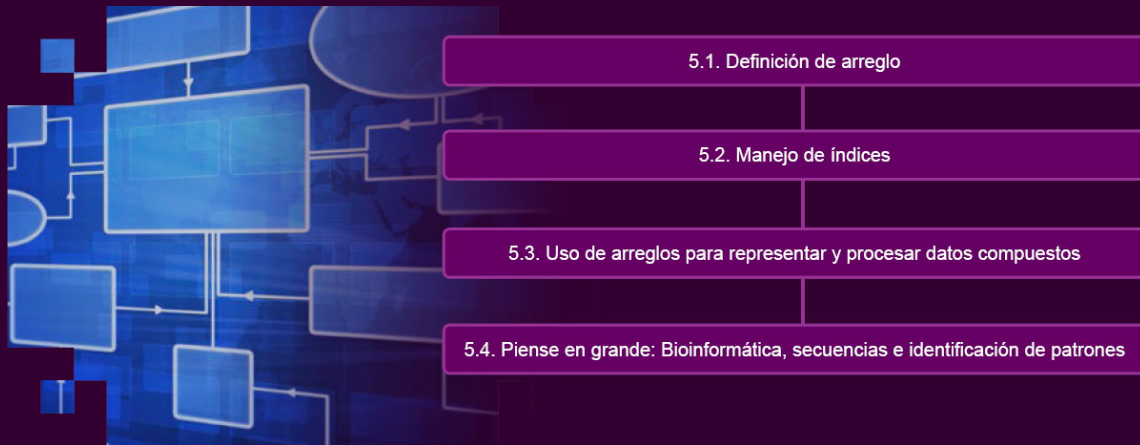 5.1. Definición de arreglo
5.2. Manejo de índices
5.3. Uso de arreglos para representar y procesar datos compuestos
5.4. Piense en grande: Bioinformática, secuencias e identificación de patrones